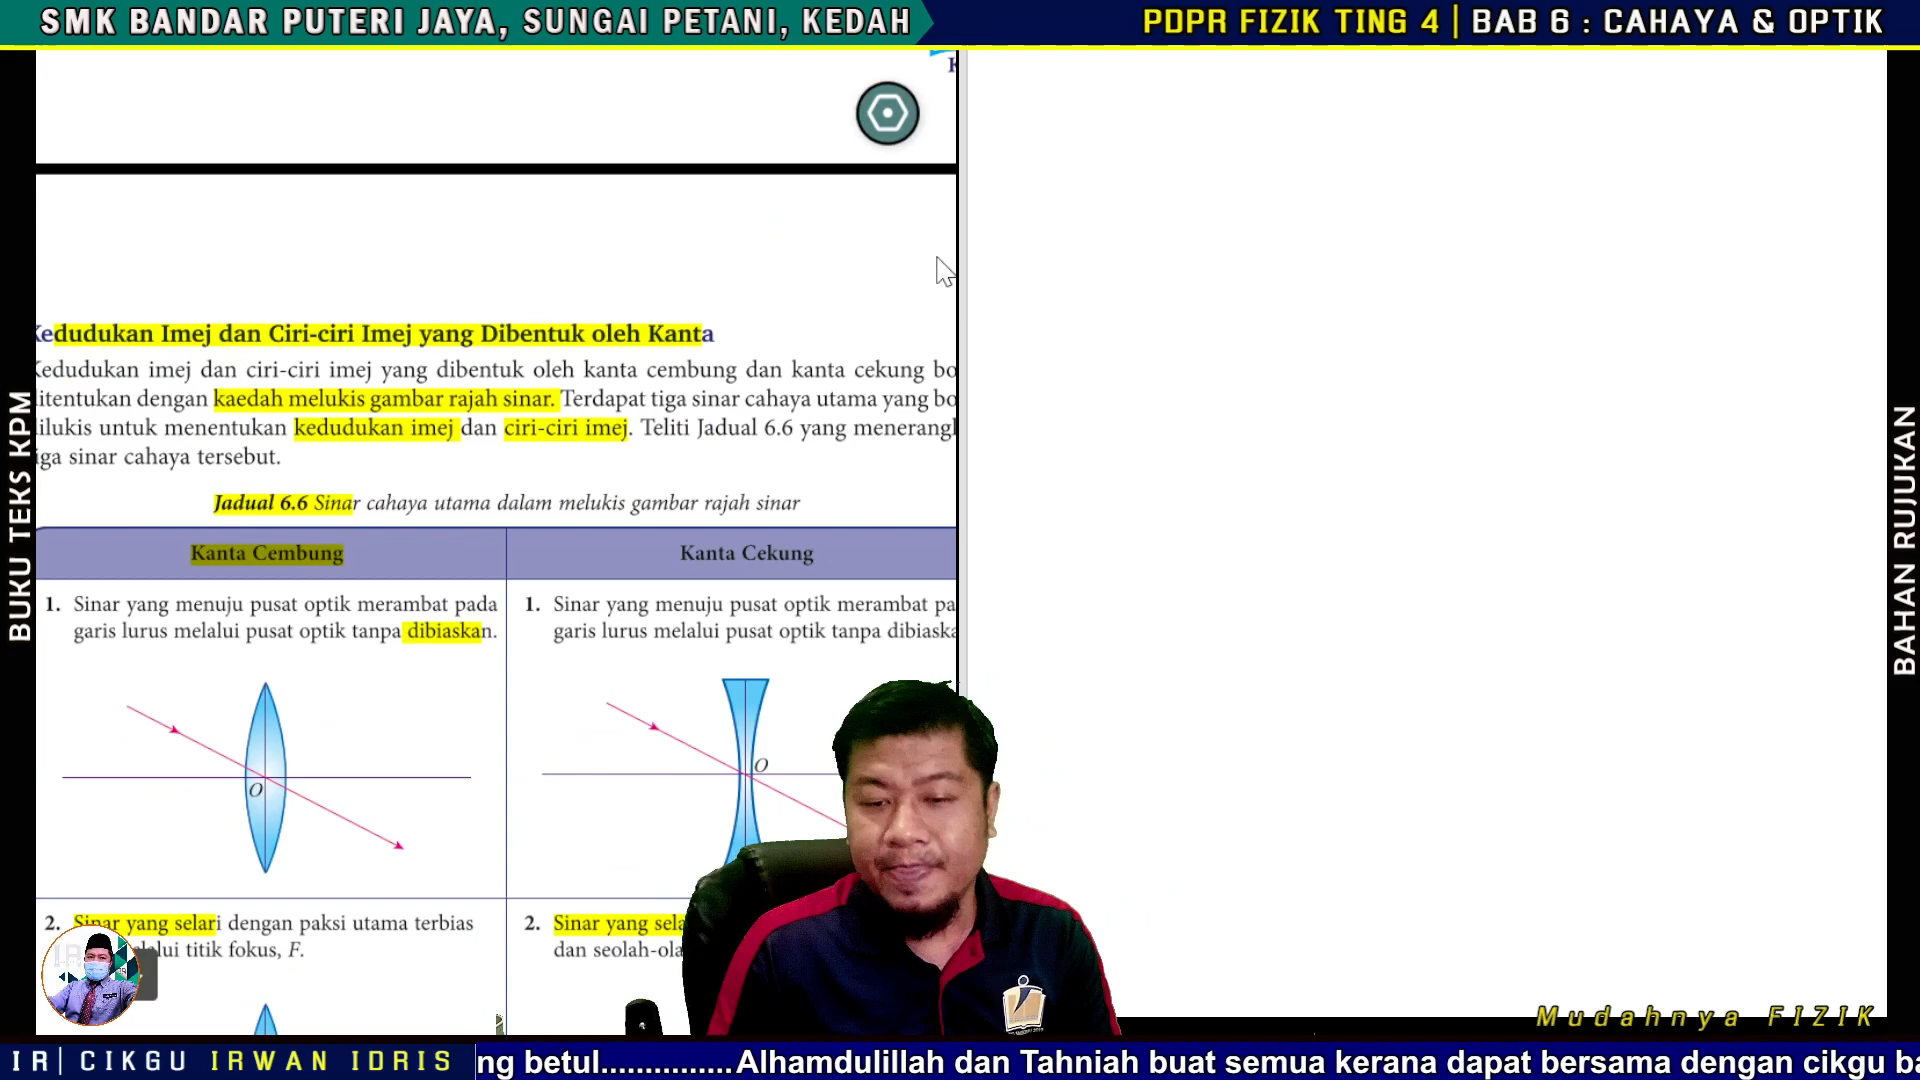 SMK BANDAR PUTERI JAYA, SUNGAI PETANI, KEDAH
PDPR FIZIK TING 4 | BAB 6 : CAHAYA & OPTIK
BUKU TEKS KPM
BAHAN RUJUKAN
Kedudukan Imej dan Ciri-ciri Imej yang Dibentuk oleh Kanta
Kedudukan imej dan ciri-ciri imej yang dibentuk oleh kanta cembung dan kanta cekung bo
itentukan dengan kaedah melukis gambar rajah sinar. Terdapat tiga sinar cahaya utama yang bo
ilukis untuk menentukan kedudukan imej dan ciri-ciri imej. Teliti Jadual 6.6 yang menerang
iga sinar cahaya tersebut.
Jadual 6.6 Sinar cahaya utama dalam melukis gambar rajah sinar
Kanta Cembung
Kanta Cekung
1. Sinar yang menuju pusat optik merambat pada
garis lurus melalui pusat optik tanpa dibiaskan.
1. Sinar yang menuju pusat optik merambat pa
garis lurus melalui pusat optik tanpa dibiaska
O
O
2. Sinar yang selari dengan paksi utama terbias
lalui titik fokus, F.
2. Sinar yang sela
dan seolah-ola
Mudahnya FIZIK
IR| CIKGU IRWAN IDRIS
ng betul...............Alhamdulillah dan Tahniah buat semua kerana dapat bersama dengan cikgu ba